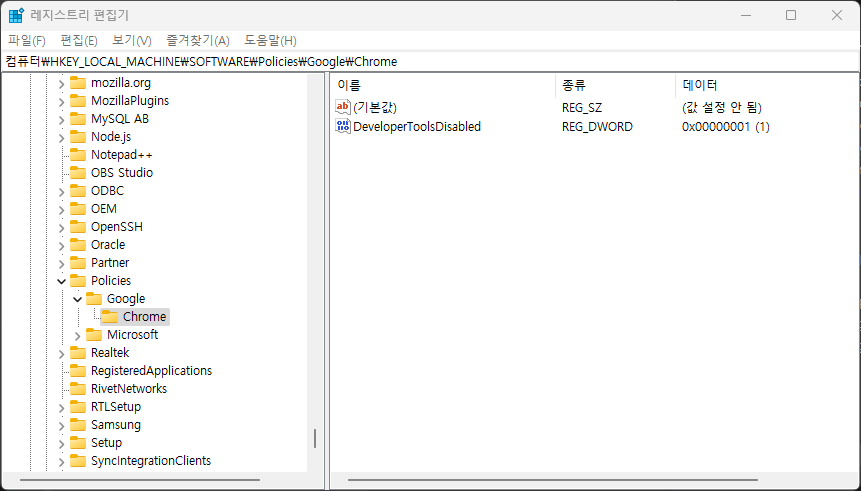 레지스트리 편집기
파일(F) 편집(E) 보기(V) 즐겨찾기(A) 도움말(H)
컴퓨터₩HKEY_LOCAL_MACHINE₩SOFTWARE₩Policies₩Google₩Chrome
mozilla.org
MozillaPlugins
MySQL AB
Node.js
Notepad++
OBS Studio
ODBC
OEM
OpenSSH
Oracle
Partner
Policies
Google
Chrome
Microsoft
Realtek
RegisteredApplications
RivetNetworks
RTLSetup
Samsung
Setup
SyncIntegrationClients
이름 종류 데이터
(기본값) REG_SZ (값 설정 안 됨)
DeveloperToolsDisabled REG_DWORD 0x00000001 (1)